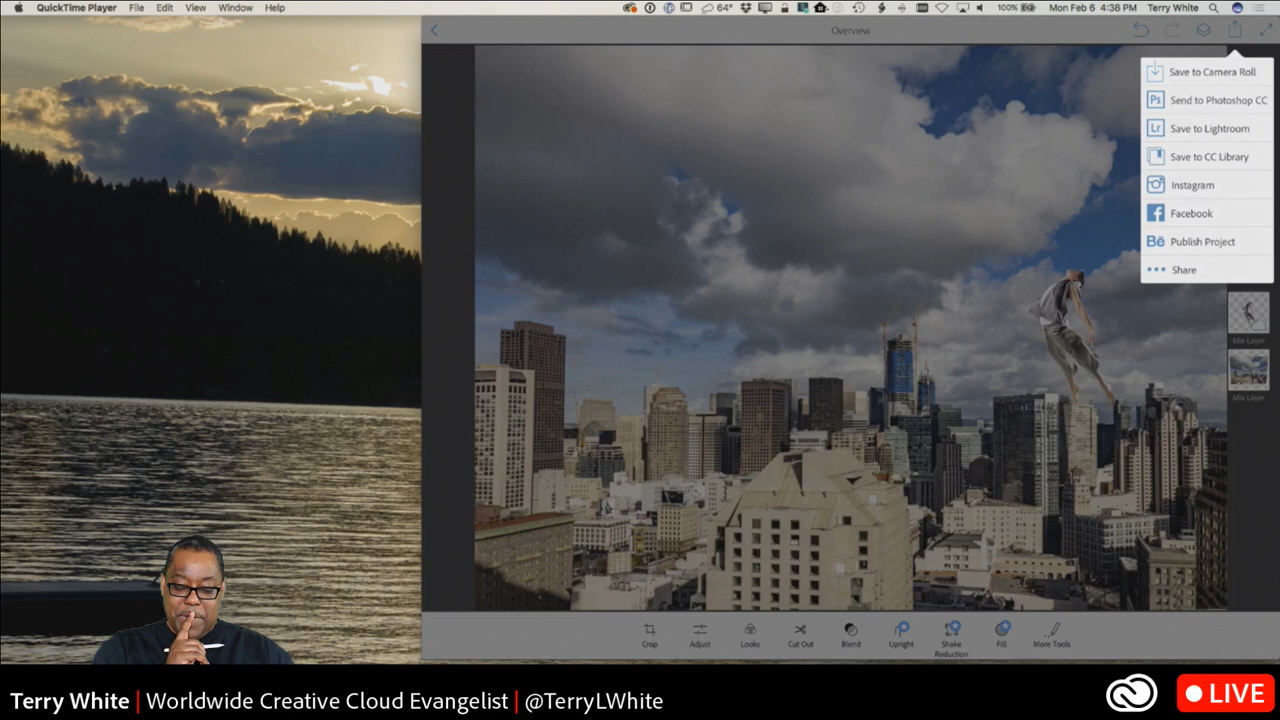 QuickTime Player File Edit View Window Help 64° 100% Mon Feb 6 4:38 PM Terry White
Overview
Save to Camera Roll
Ps Send to Photoshop CC
Lr Save to Lightroom
Save to CC Library
Instagram
f Facebook
Bē Publish Project
Share
Mix Layer
Mix Layer
Crop Adjust Looks Cut Out Blend Upright Shake Reduction Fill More Tools
Terry White | Worldwide Creative Cloud Evangelist | @TerryLWhite LIVE